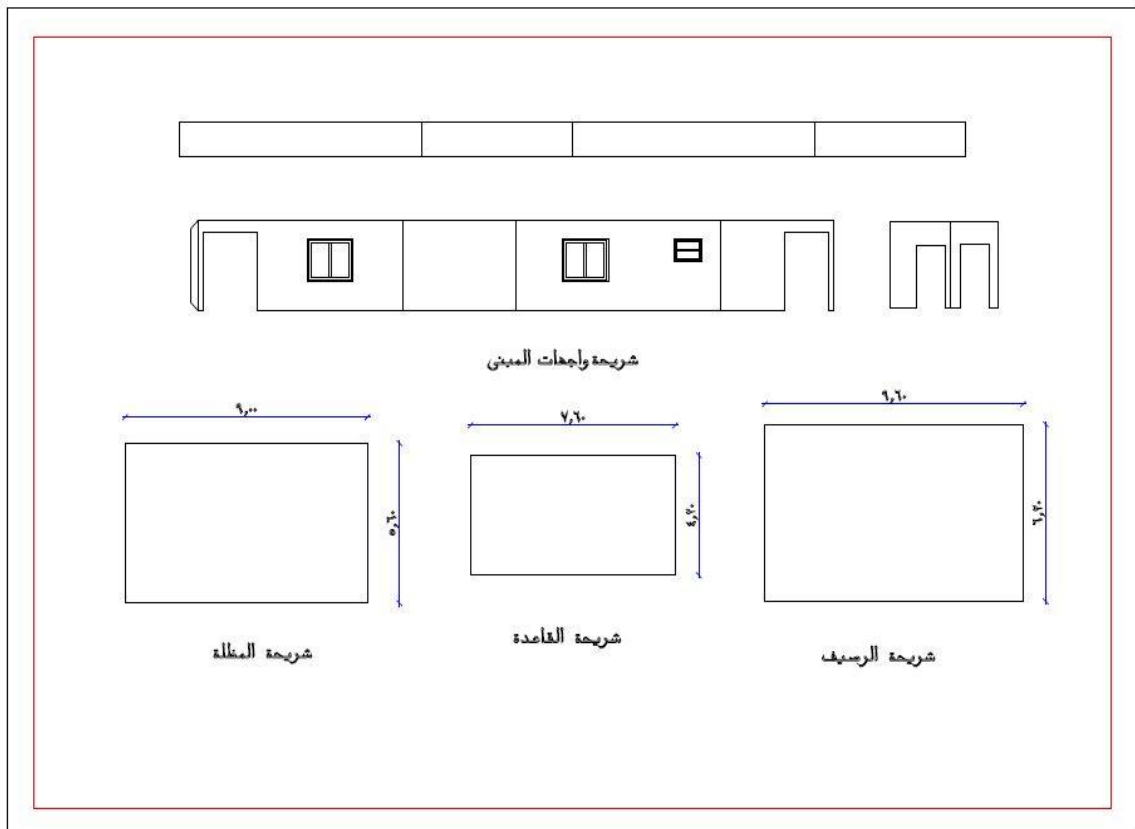 شريحة واجهات المبنى
٩,٠٠
٧,٦٠
٩,٦٠
٥,٦٠
٤,٢٠
٦,٢٠
شريحة المظلة
شريحة القاعدة
شريحة الرصيف